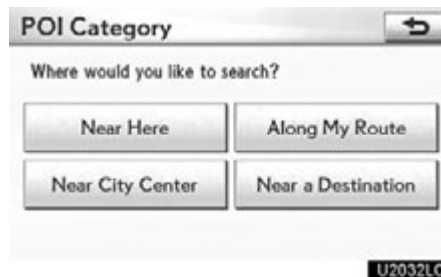 POI Category
Where would you like to search?
Near Here
Along My Route
Near City Center
Near a Destination
U2032LC